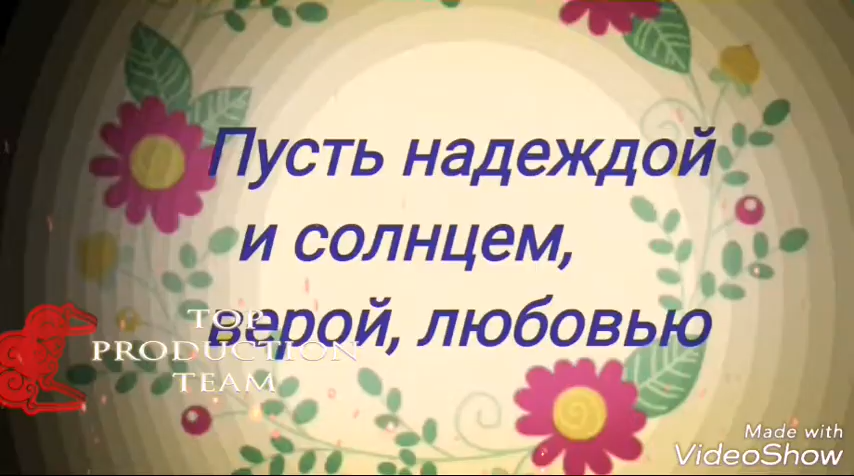 Пусть надеждой
и солнцем,
верой, любовью
TOP
PRODUCTION
TEAM
Made with
VideoShow